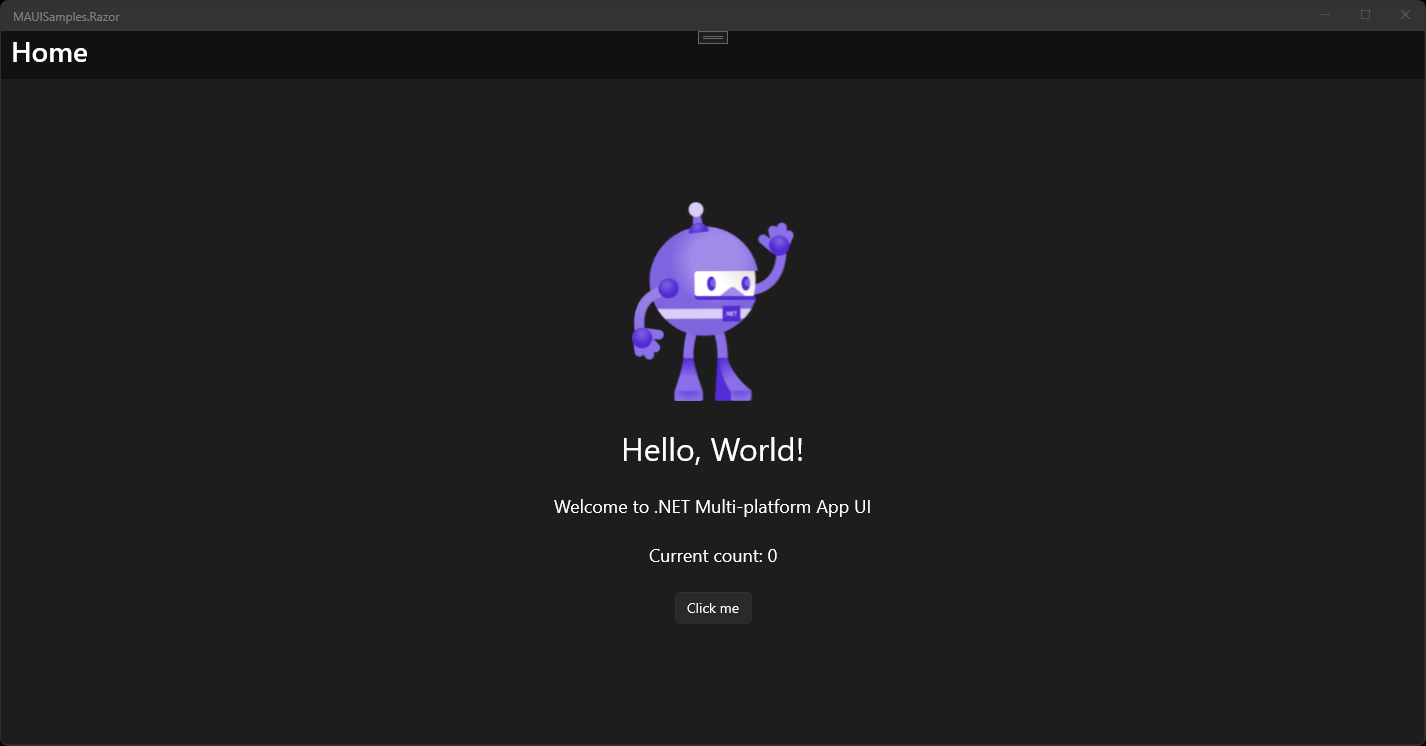 MAUISamples.Razor
Home
.NET
Hello, World!
Welcome to .NET Multi-platform App UI
Current count: 0
Click me